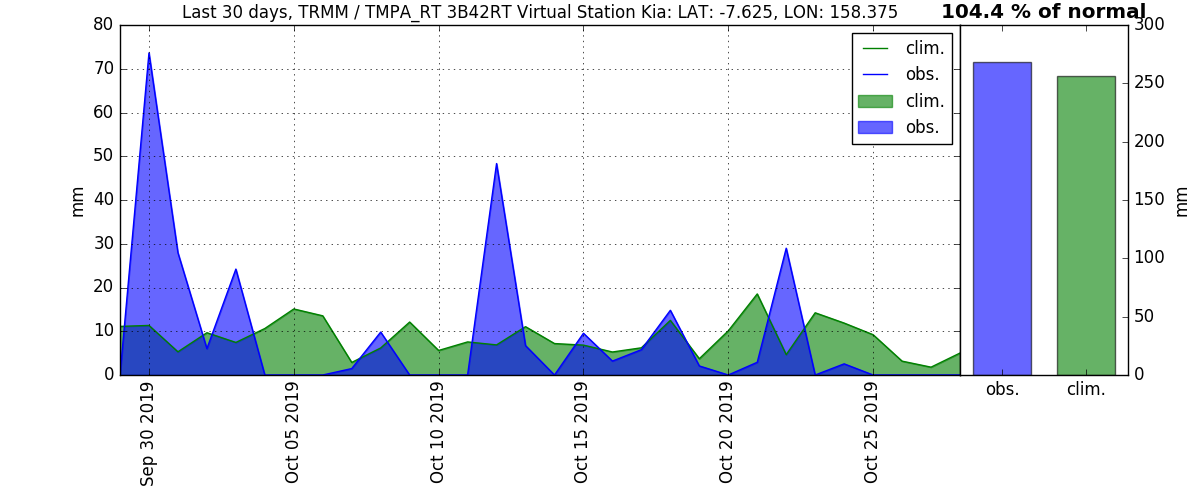 Last 30 days, TRMM / TMPA_RT 3B42RT Virtual Station Kia: LAT: -7.625, LON: 158.375
104.4 % of normal
80
70
60
50
40
30
20
10
0
mm
clim.
obs.
clim.
obs.
Sep 30 2019
Oct 05 2019
Oct 10 2019
Oct 15 2019
Oct 20 2019
Oct 25 2019
300
250
200
150
100
50
0
mm
obs.
clim.